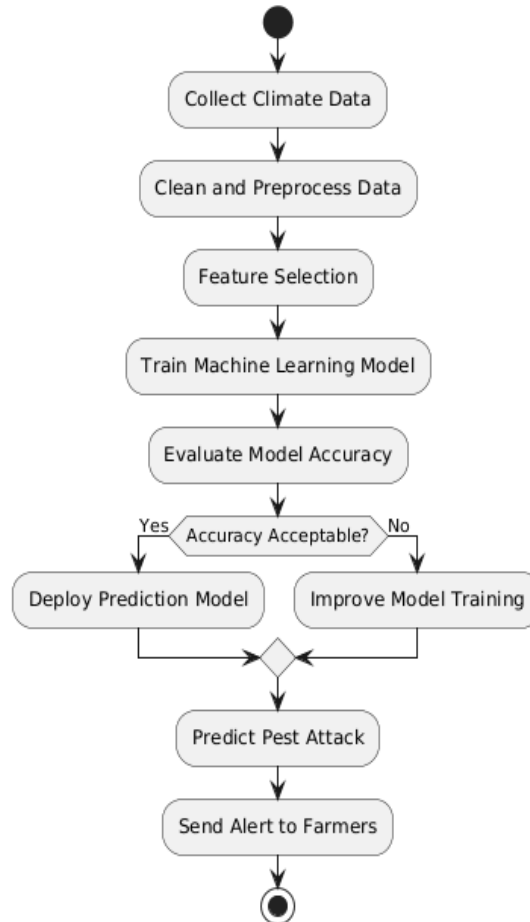 Collect Climate Data
Clean and Preprocess Data
Feature Selection
Train Machine Learning Model
Evaluate Model Accuracy
Yes
Accuracy Acceptable?
No
Deploy Prediction Model
Improve Model Training
Predict Pest Attack
Send Alert to Farmers